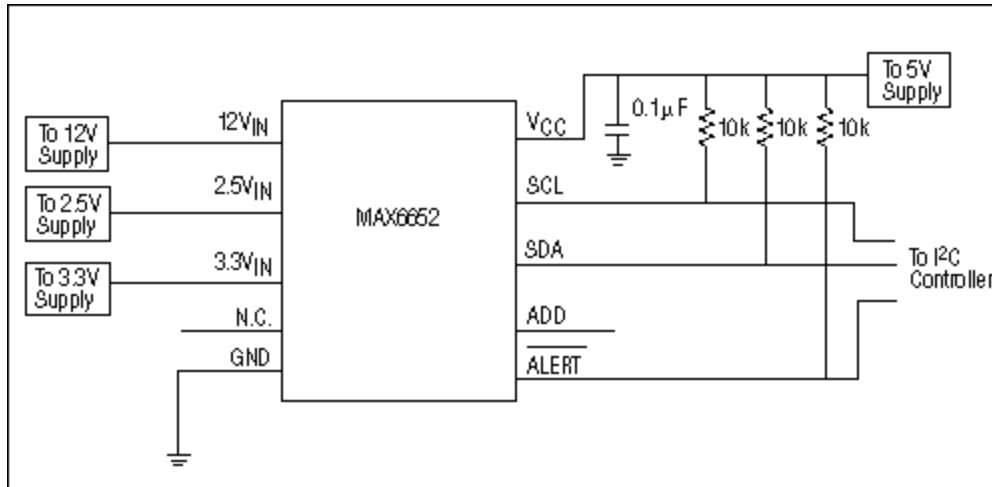 To 12V
Supply
To 2.5V
Supply
To 3.3V
Supply
12VIN
2.5VIN
3.3VIN
N.C.
GND
MAX6652
VCC
SCL
SDA
ADD
ALERT
0.1µF
10k
10k
10k
To 5V
Supply
To I²C
Controller